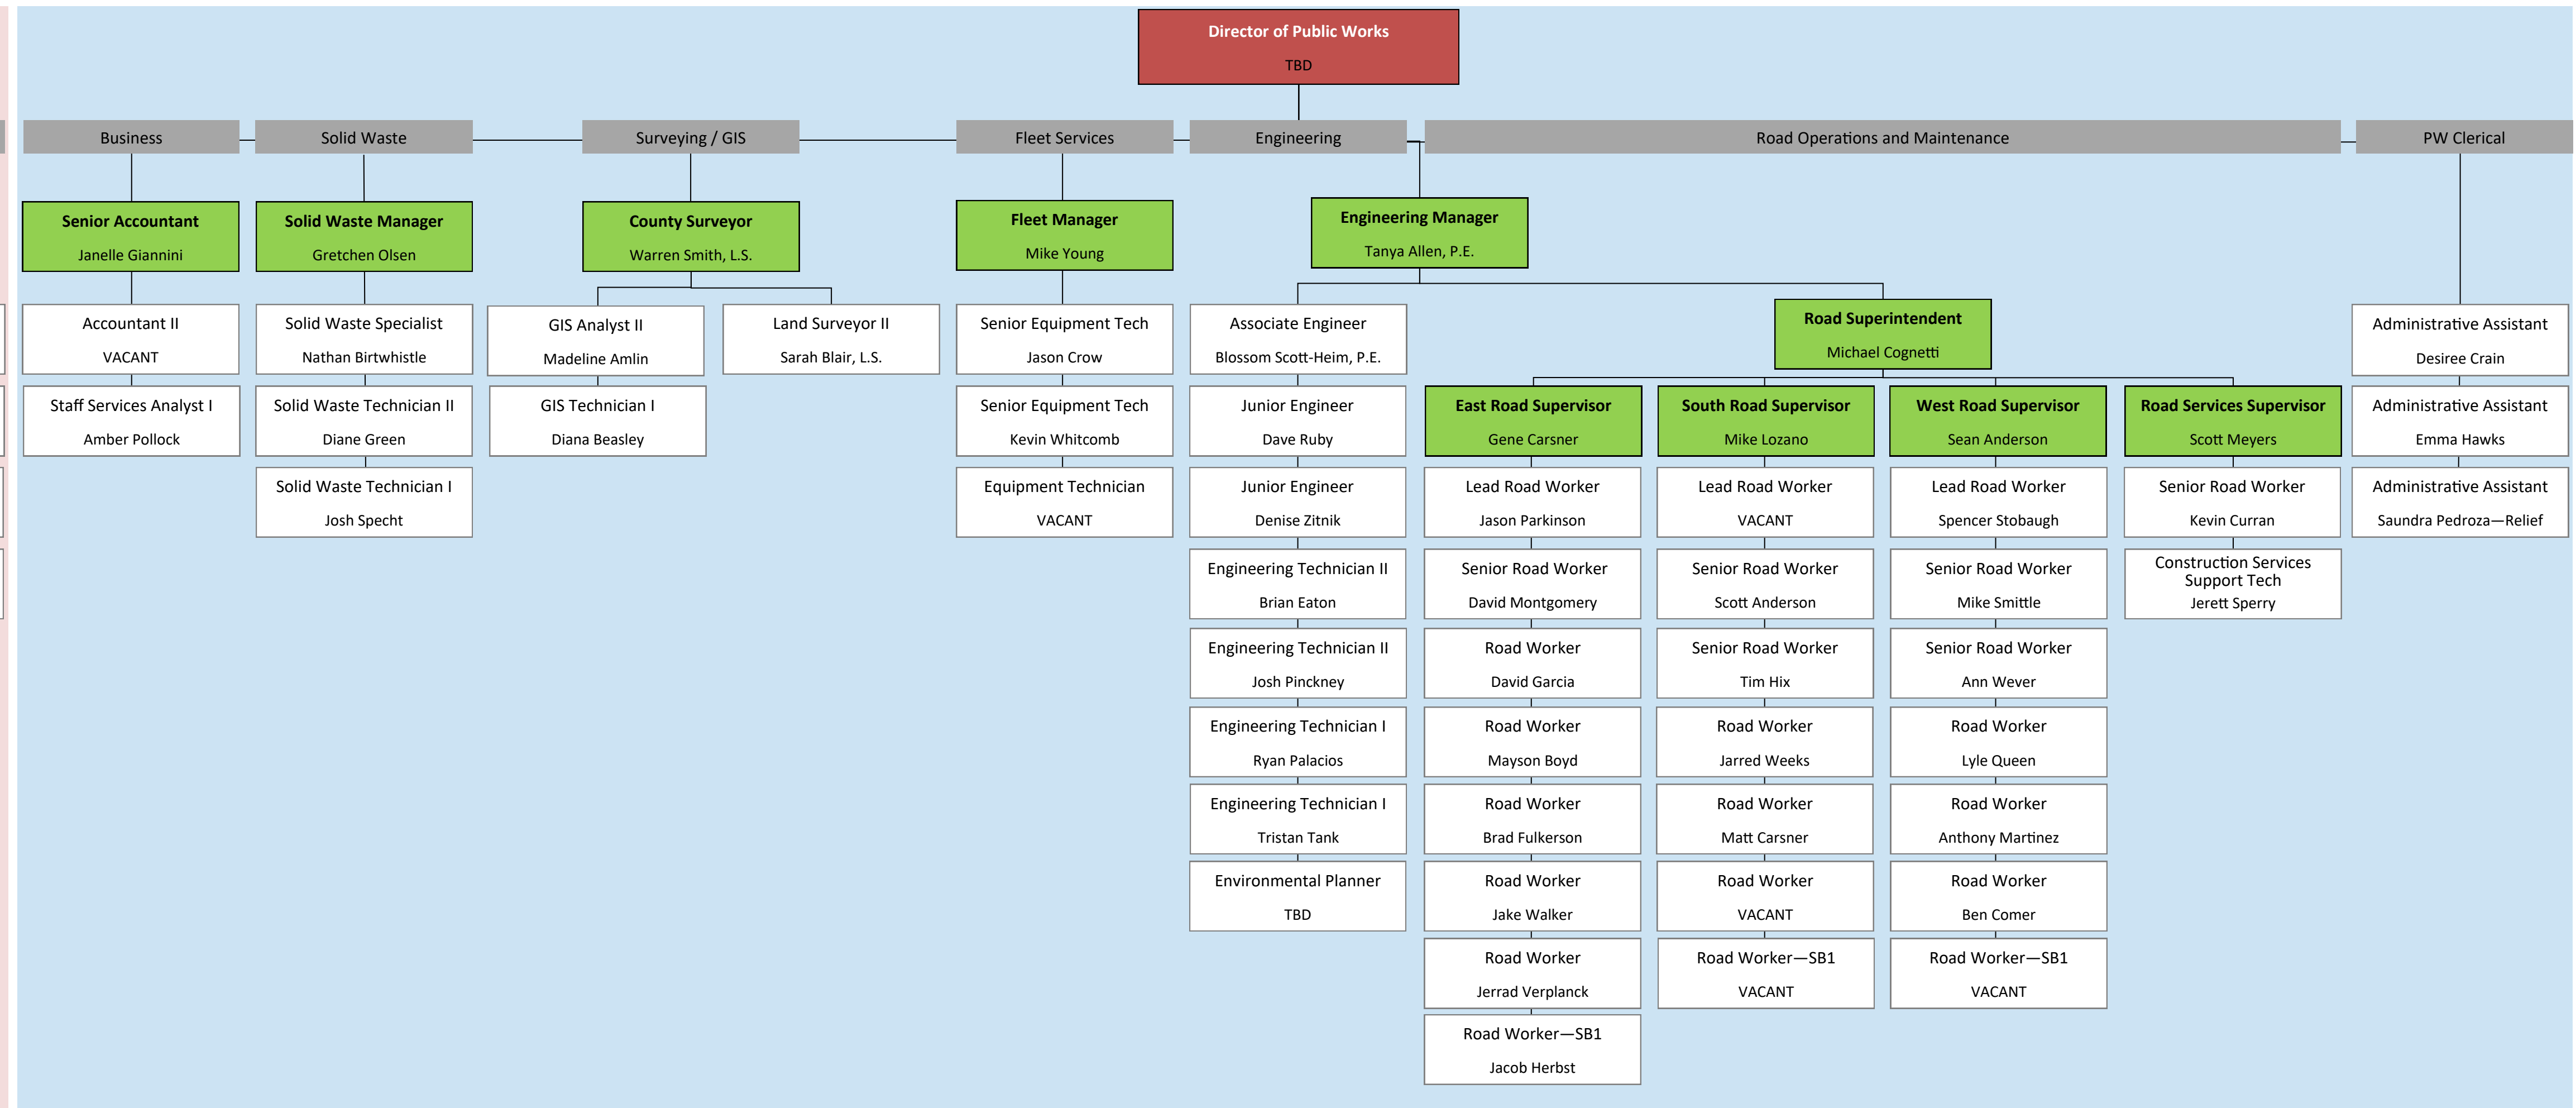 Director of Public Works
TBD
Business
Solid Waste
Surveying / GIS
Fleet Services
Engineering
Road Operations and Maintenance
PW Clerical
Senior Accountant
Janelle Giannini
Accountant II
VACANT
Staff Services Analyst I
Amber Pollock
Solid Waste Manager
Gretchen Olsen
Solid Waste Specialist
Nathan Birtwhistle
Solid Waste Technician II
Diane Green
Solid Waste Technician I
Josh Specht
County Surveyor
Warren Smith, L.S.
GIS Analyst II
Madeline Amlin
GIS Technician I
Diana Beasley
Land Surveyor II
Sarah Blair, L.S.
Fleet Manager
Mike Young
Senior Equipment Tech
Jason Crow
Senior Equipment Tech
Kevin Whitcomb
Equipment Technician
VACANT
Engineering Manager
Tanya Allen, P.E.
Associate Engineer
Blossom Scott-Heim, P.E.
Junior Engineer
Dave Ruby
Junior Engineer
Denise Zitnik
Engineering Technician II
Brian Eaton
Engineering Technician II
Josh Pinckney
Engineering Technician I
Ryan Palacios
Engineering Technician I
Tristan Tank
Environmental Planner
TBD
Road Superintendent
Michael Cognetti
East Road Supervisor
Gene Carsner
Lead Road Worker
Jason Parkinson
Senior Road Worker
David Montgomery
Road Worker
David Garcia
Road Worker
Mayson Boyd
Road Worker
Brad Fulkerson
Road Worker
Jake Walker
Road Worker
Jerrad Verplanck
Road Worker—SB1
Jacob Herbst
South Road Supervisor
Mike Lozano
Lead Road Worker
VACANT
Senior Road Worker
Scott Anderson
Senior Road Worker
Tim Hix
Road Worker
Jarred Weeks
Road Worker
Matt Carsner
Road Worker
VACANT
Road Worker—SB1
VACANT
West Road Supervisor
Sean Anderson
Lead Road Worker
Spencer Stobaugh
Senior Road Worker
Mike Smittle
Senior Road Worker
Ann Wever
Road Worker
Lyle Queen
Road Worker
Anthony Martinez
Road Worker
Ben Comer
Road Worker—SB1
VACANT
Road Services Supervisor
Scott Meyers
Senior Road Worker
Kevin Curran
Construction Services
Support Tech
Jerett Sperry
Administrative Assistant
Desiree Crain
Administrative Assistant
Emma Hawks
Administrative Assistant
Saundra Pedroza—Relief